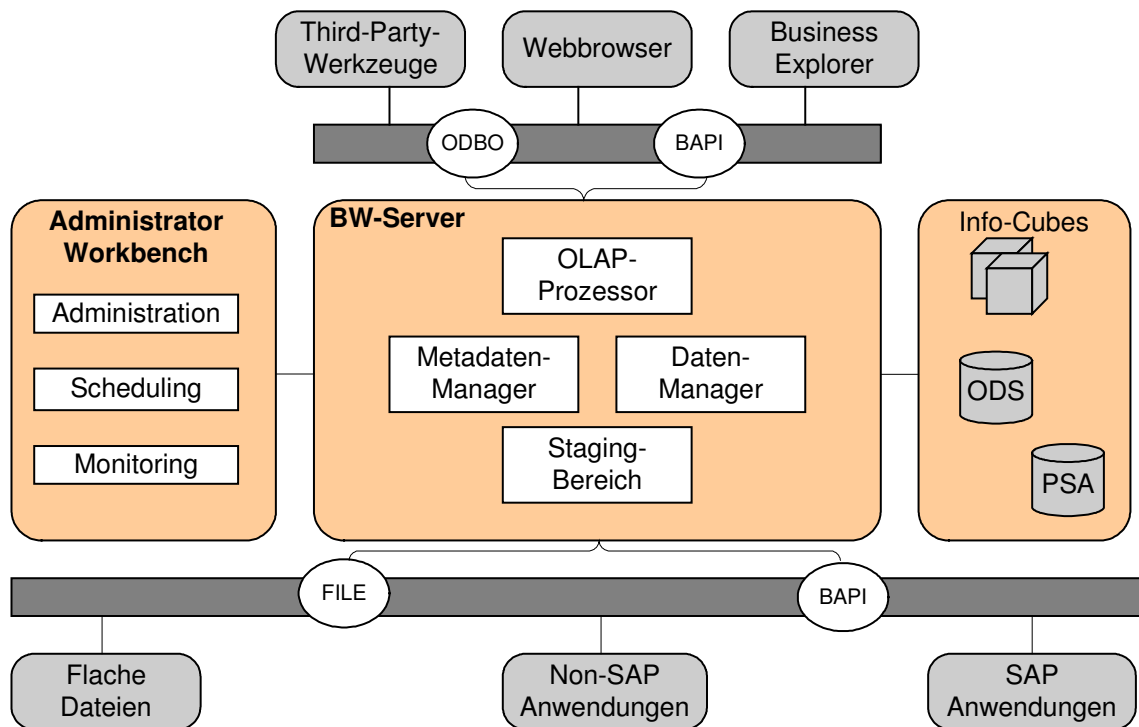 Third-Party-
Werkzeuge
Webbrowser
Business
Explorer
ODBO
BAPI
Administrator
Workbench
Administration
Scheduling
Monitoring
BW-Server
OLAP-
Prozessor
Metadaten-
Manager
Daten-
Manager
Staging-
Bereich
Info-Cubes
ODS
PSA
FILE
BAPI
Flache
Dateien
Non-SAP
Anwendungen
SAP
Anwendungen